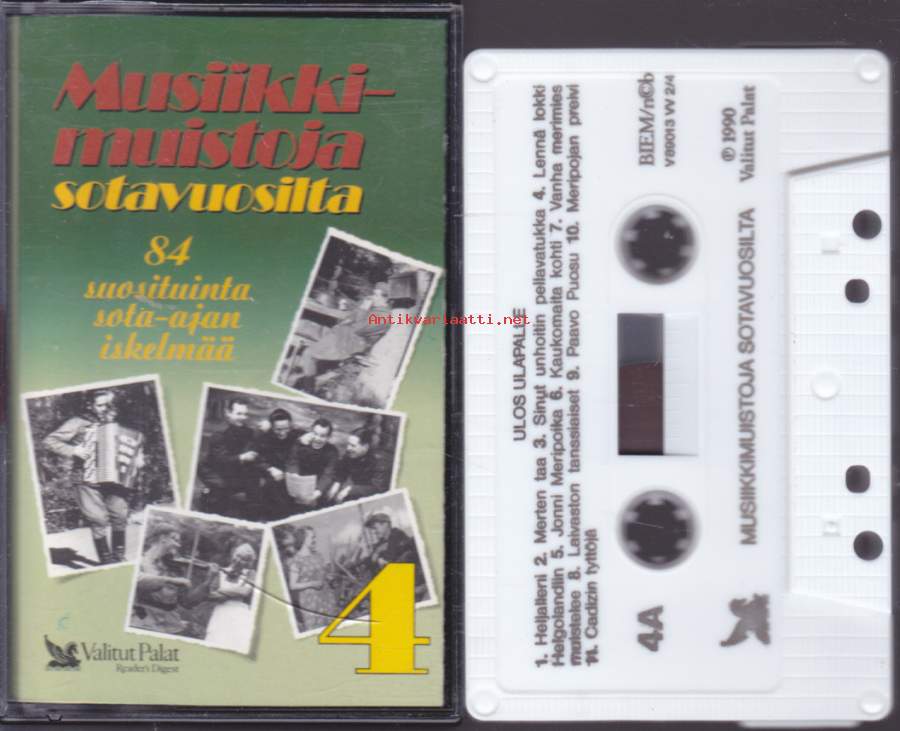 Musiikki-
muistoja
sotavuosilta
84
suosituinta
sota-ajan
iskelmää
4
Valitut Palat
Reader's Digest
Antikvariaatti.net
ULOS ULAPALLE
1. Heijalleni 2. Merten taa 3. Sinut unhoitin pellavatukka 4. Lennä lokki
Helgolandiin 5. Jonni Meripoika 6. Kaukomaita kohti 7. Vanha merimies
muistelee 8. Laivaston tanssiaiset 9. Paavo Puosu 10. Meripojan preivi
11. Cadizin tyttöjä
4A
BIEM/n©b
V89013 VV 2/4
℗ 1990
Valitut Palat
MUSIIKKIMUISTOJA SOTAVUOSILTA